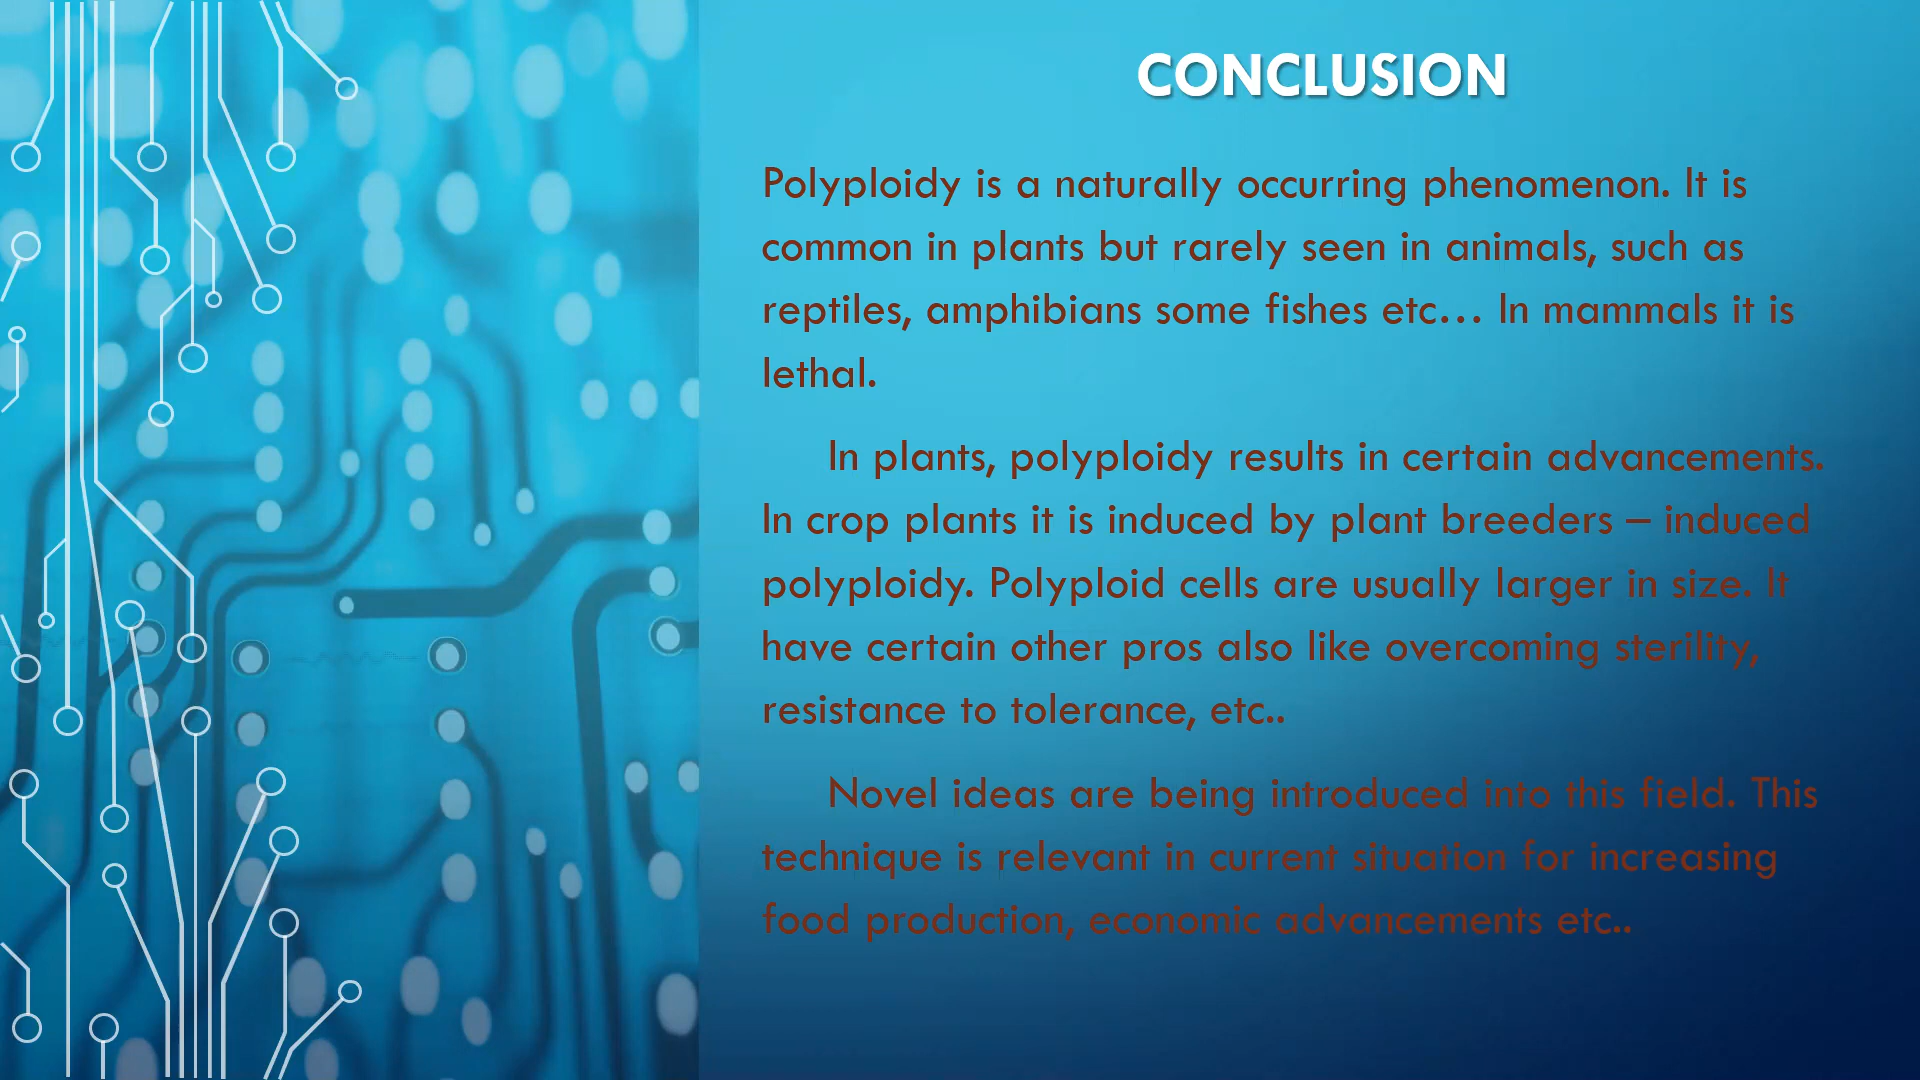 CONCLUSION
Polyploidy is a naturally occurring phenomenon. It is
common in plants but rarely seen in animals, such as
reptiles, amphibians some fishes etc… In mammals it is
lethal.
In plants, polyploidy results in certain advancements.
In crop plants it is induced by plant breeders – induced
polyploidy. Polyploid cells are usually larger in size. It
have certain other pros also like overcoming sterility,
resistance to tolerance, etc..
Novel ideas are being introduced into this field. This
technique is relevant in current situation for increasing
food production, economic advancements etc..